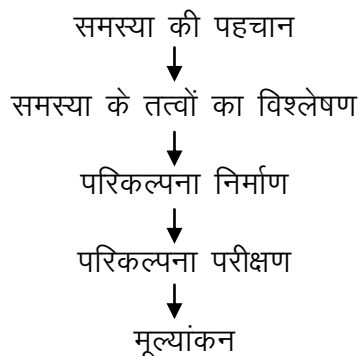 समस्या की पहचान
समस्या के तत्वों का विश्लेषण
परिकल्पना निर्माण
परिकल्पना परीक्षण
मूल्यांकन